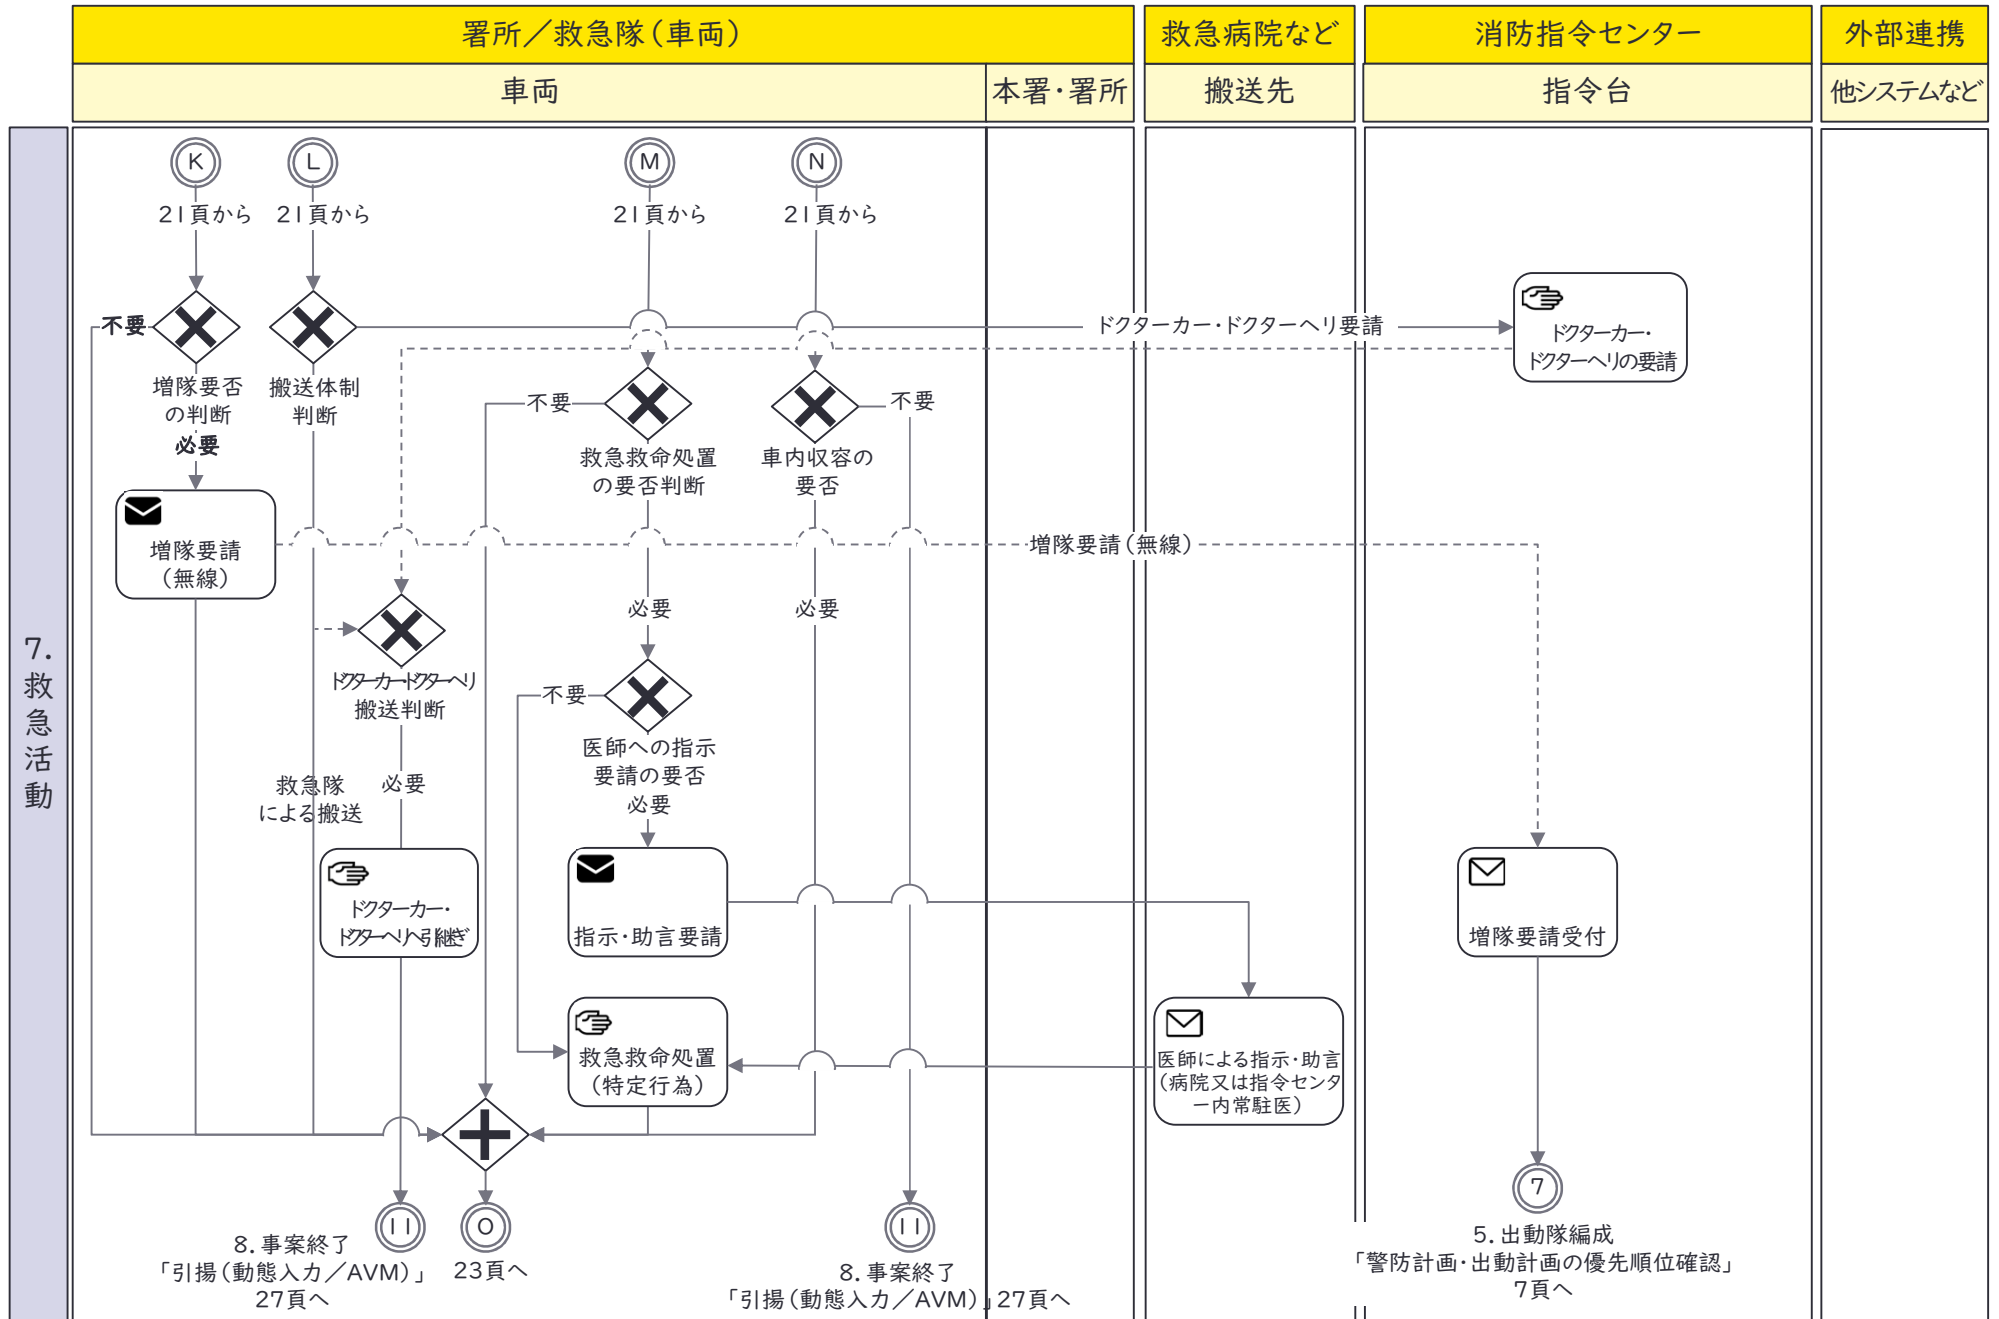 署所／救急隊（車両）
救急病院など
消防指令センター
外部連携
車両
本署・署所
搬送先
指令台
他システムなど
7.
救
急
活
動
K
L
M
N
21頁から
21頁から
21頁から
21頁から
不要
ドクターカー・ドクターヘリ要請
ドクターカー・
ドクターヘリの要請
増隊要否
の判断
必要
搬送体制
判断
不要
不要
救急救命処置
の要否判断
車内収容の
要否
増隊要請
（無線）
増隊要請（無線）
必要
必要
ドクターカー・ドクターヘリ
搬送判断
不要
医師への指示
要請の要否
必要
救急隊
による搬送
必要
ドクターカー・
ドクターヘリへ引継ぎ
指示・助言要請
増隊要請受付
救急救命処置
（特定行為）
医師による指示・助言
（病院又は指令センタ
ー内常駐医）
7
11
O
11
8.事案終了
「引揚（動態入力／AVM）」
27頁へ
23頁へ
8.事案終了
「引揚（動態入力／AVM）」27頁へ
5.出動隊編成
「警防計画・出動計画の優先順位確認」
7頁へ